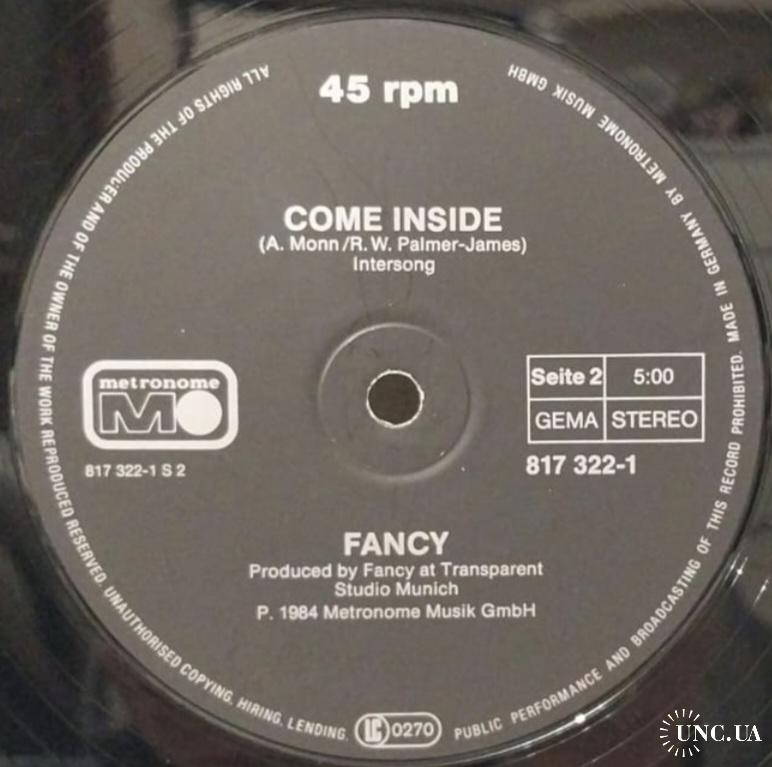 45 rpm
COME INSIDE
(A. Monn/R. W. Palmer-James)
Intersong
metronome
M
817 322-1 S 2
Seite 2 5:00
GEMA STEREO
817 322-1
FANCY
Produced by Fancy at Transparent
Studio Munich
P. 1984 Metronome Musik GmbH
ALL RIGHTS OF THE PRODUCER AND OF THE OWNER OF THE WORK REPRODUCED RESERVED. UNAUTHORISED COPYING, HIRING, LENDING, PUBLIC PERFORMANCE AND BROADCASTING OF THIS RECORD PROHIBITED. MADE IN GERMANY BY METRONOME MUSIK GMBH
LC 0270
UNC.UA